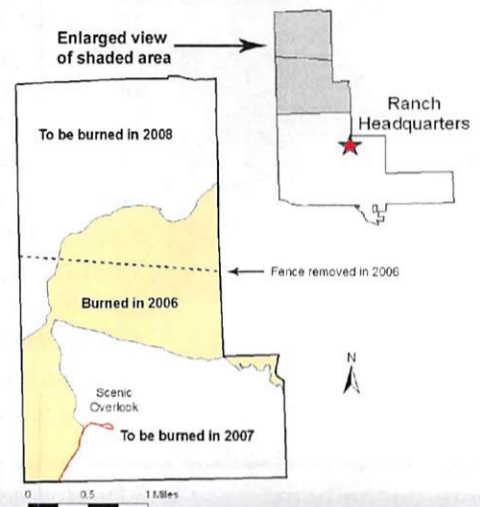 Enlarged view
of shaded area
Ranch
Headquarters
To be burned in 2008
Fence removed in 2006
Burned in 2006
N
Scenic
Overlook
To be burned in 2007
0 0.5 1 Miles